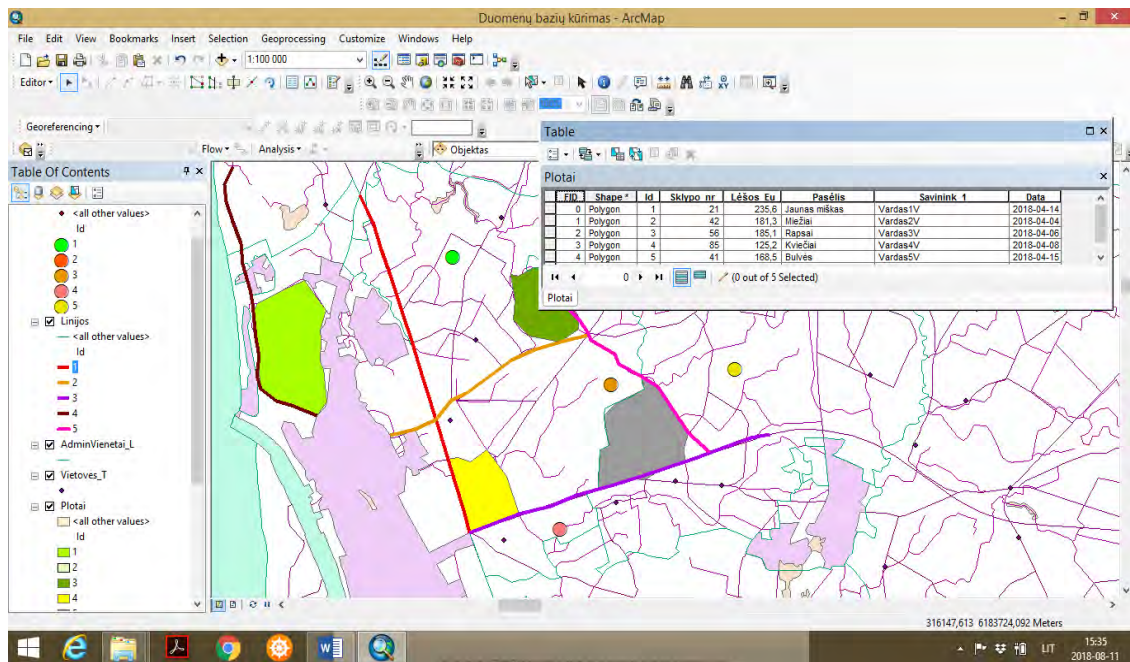 Duomenų bazių kūrimas - ArcMap
File Edit View Bookmarks Insert Selection Geoprocessing Customize Windows Help
1:100 000
Editor
Georeferencing
Flow Analysis Objektas
Table Of Contents
<all other values>
Id
1
2
3
4
5
Linijos
<all other values>
Id
1
2
3
4
5
AdminVienetai_L
Vietoves_T
Plotai
<all other values>
Id
1
2
3
4
Table
Plotai
FID Shape * Id Sklypo_nr Lėšos_Eu Pasėlis Savinink_1 Data
0 Polygon 1 21 235,6 Jaunas miškas Vardas1V 2018-04-14
1 Polygon 2 42 181,3 Miežiai Vardas2V 2018-04-04
2 Polygon 3 56 185,1 Rapsai Vardas3V 2018-04-06
3 Polygon 4 85 125,2 Kviečiai Vardas4V 2018-04-08
4 Polygon 5 41 168,5 Bulvės Vardas5V 2018-04-15
0 (0 out of 5 Selected)
Plotai
316147,613 6183724,092 Meters
LIT 15:35
2018-08-11